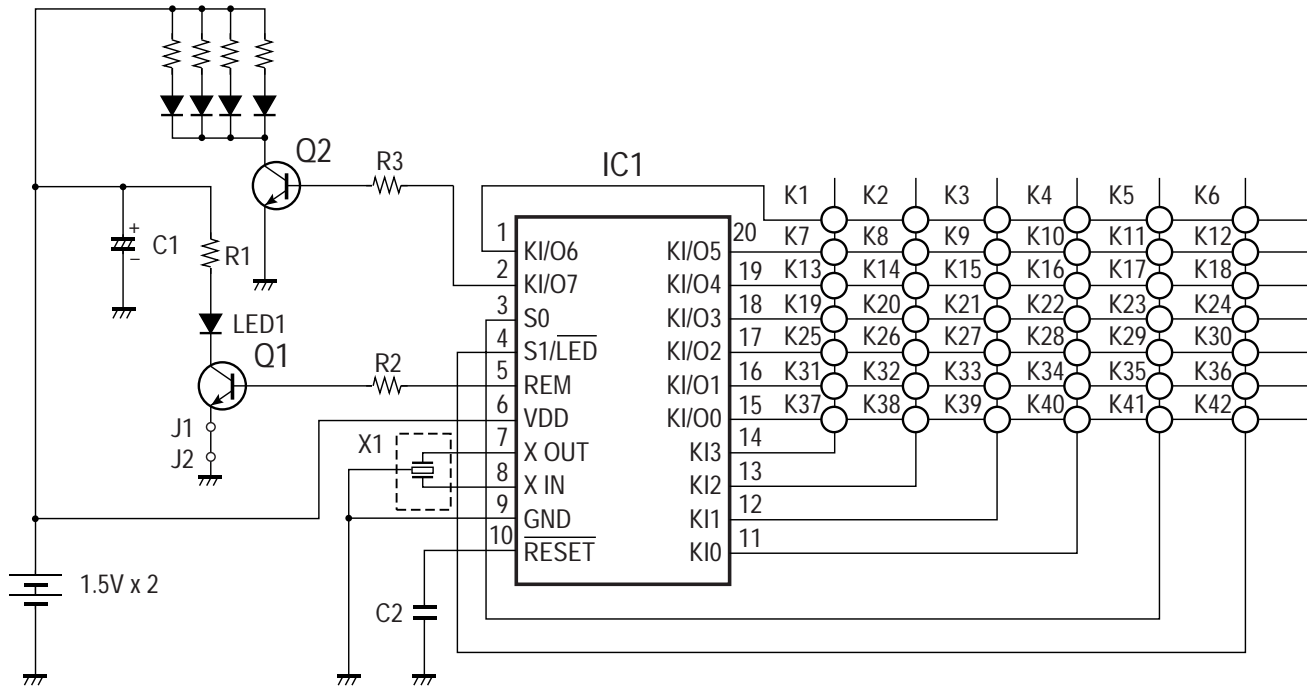 Q2
R3
IC1
K1 K2 K3 K4 K5 K6
+
C1
−
R1
1 KI/O6
KI/O5 20
K7 K8 K9 K10 K11 K12
2 KI/O7
KI/O4 19
K13 K14 K15 K16 K17 K18
3 S0
KI/O3 18
K19 K20 K21 K22 K23 K24
LED1
4 S1/LED
KI/O2 17
K25 K26 K27 K28 K29 K30
Q1
R2
5 REM
KI/O1 16
K31 K32 K33 K34 K35 K36
6 VDD
KI/O0 15
K37 K38 K39 K40 K41 K42
J1
J2
X1
7 X OUT
KI3 14
8 X IN
KI2 13
9 GND
KI1 12
10 RESET
KI0 11
1.5V x 2
C2